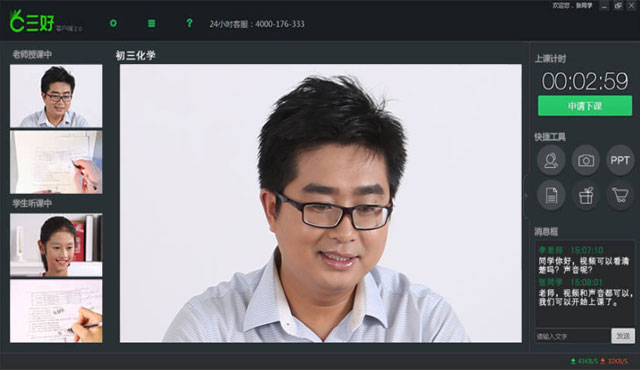 三好 客户端2.0
24小时客服：4000-176-333
欢迎您，张同学
老师授课中
学生听课中
初三化学
上课计时
00:02:59
申请下课
快捷工具
PPT
消息框
李老师 16:07:10
同学你好，视频可以看清
楚吗？声音呢？
张同学 16:08:01
老师，视频和声音都可以，
我们可以开始上课了。
请输入文字
发送
43KB/S 32KB/S